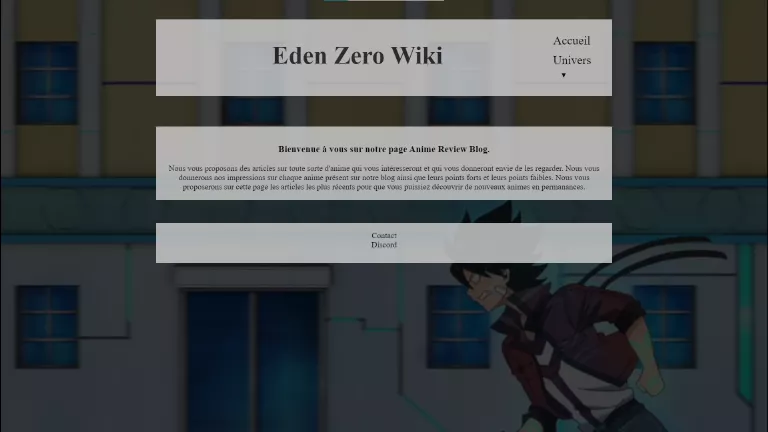 Eden Zero Wiki
Accueil
Univers
▼
Bienvenue à vous sur notre page Anime Review Blog.
Nous vous proposons des articles sur toute sorte d'anime qui vous intéresseront et qui vous donneront envie de les regarder. Nous vous
donnerons nos impressions sur chaque anime présent sur notre blog ainsi que leurs points forts et leurs points faibles. Nous vous
proposerons sur cette page les articles les plus récents pour que vous puissiez découvrir de nouveaux animes en permanances.
Contact
Discord